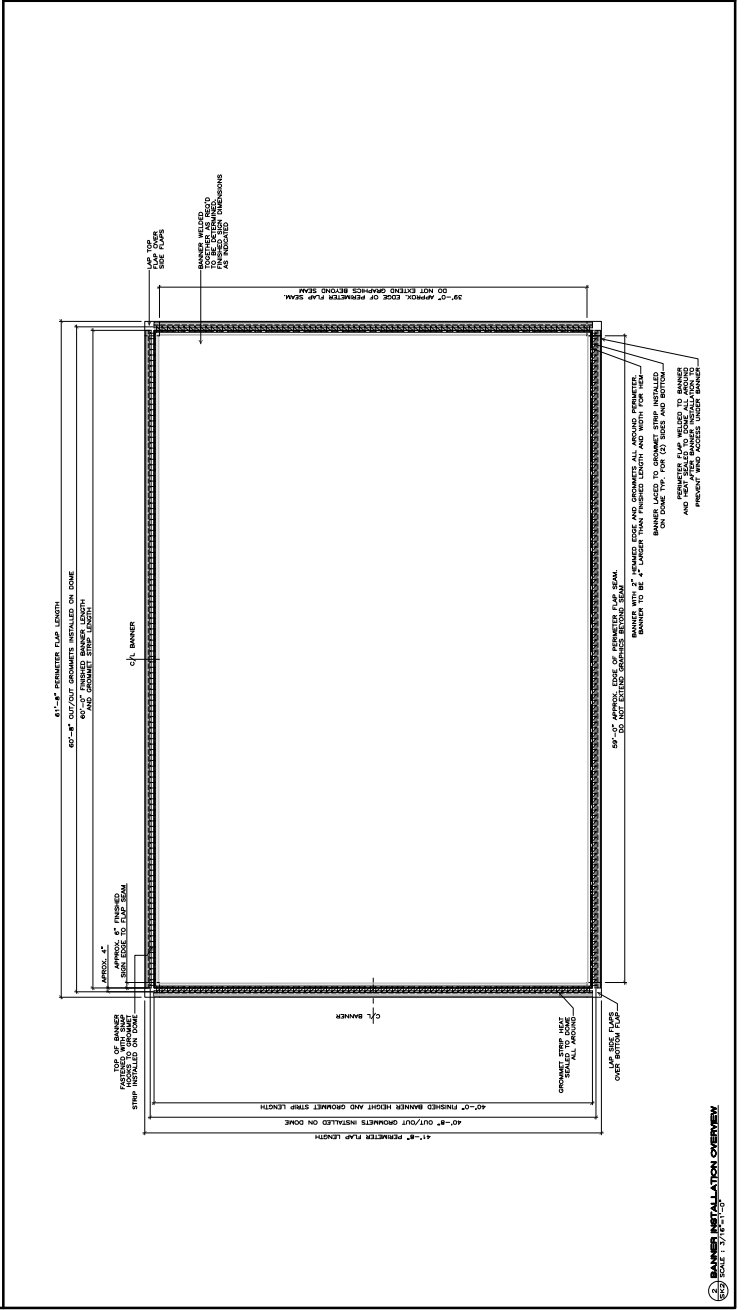 61'-8" PERIMETER FLAP LENGTH
60'-8" OUT/OUT GROMMETS INSTALLED ON DOME
60'-0" FINISHED BANNER LENGTH
AND GROMMET STRIP LENGTH
C/L BANNER
LAP TOP
FLAP OVER
SIDE FLAPS
BANNER WELDED
TOGETHER AS REQ'D
TO BE DETERMINED.
FINISHED SIGN DIMENSIONS
AS INDICATED
39'-0" APPROX. EDGE OF PERIMETER FLAP SEAM.
DO NOT EXTEND GRAPHICS BEYOND SEAM
APROX. 4"
APPROX. 6" FINISHED
SIGN EDGE TO FLAP SEAM
TOP OF BANNER
FASTENED WITH SNAP
HOOKS TO GROMMET
STRIP INSTALLED ON DOME
41'-8" PERIMETER FLAP LENGTH
40'-8" OUT/OUT GROMMETS INSTALLED ON DOME
40'-0" FINISHED BANNER HEIGHT AND GROMMET STRIP LENGTH
C/L BANNER
GROMMET STRIP HEAT
SEALED TO DOME
ALL AROUND
LAP SIDE FLAPS
OVER BOTTOM FLAP
59'-0" APPROX. EDGE OF PERIMETER FLAP SEAM.
DO NOT EXTEND GRAPHICS BEYOND SEAM
BANNER WITH 2" HEMMED EDGE AND GROMMETS ALL AROUND PERIMETER.
BANNER TO BE 4" LARGER THAN FINISHED LENGTH AND WIDTH FOR HEM
BANNER LACED TO GROMMET STRIP INSTALLED
ON DOME TYP. FOR (2) SIDES AND BOTTOM
PERIMETER FLAP WELDED TO BANNER
AND HEAT SEALED TO DOME ALL AROUND
AFTER BANNER INSTALLATION TO
PREVENT WIND ACCESS UNDER BANNER
2
SK2
BANNER INSTALLATION OVERVIEW
SCALE : 3/16"=1'-0"